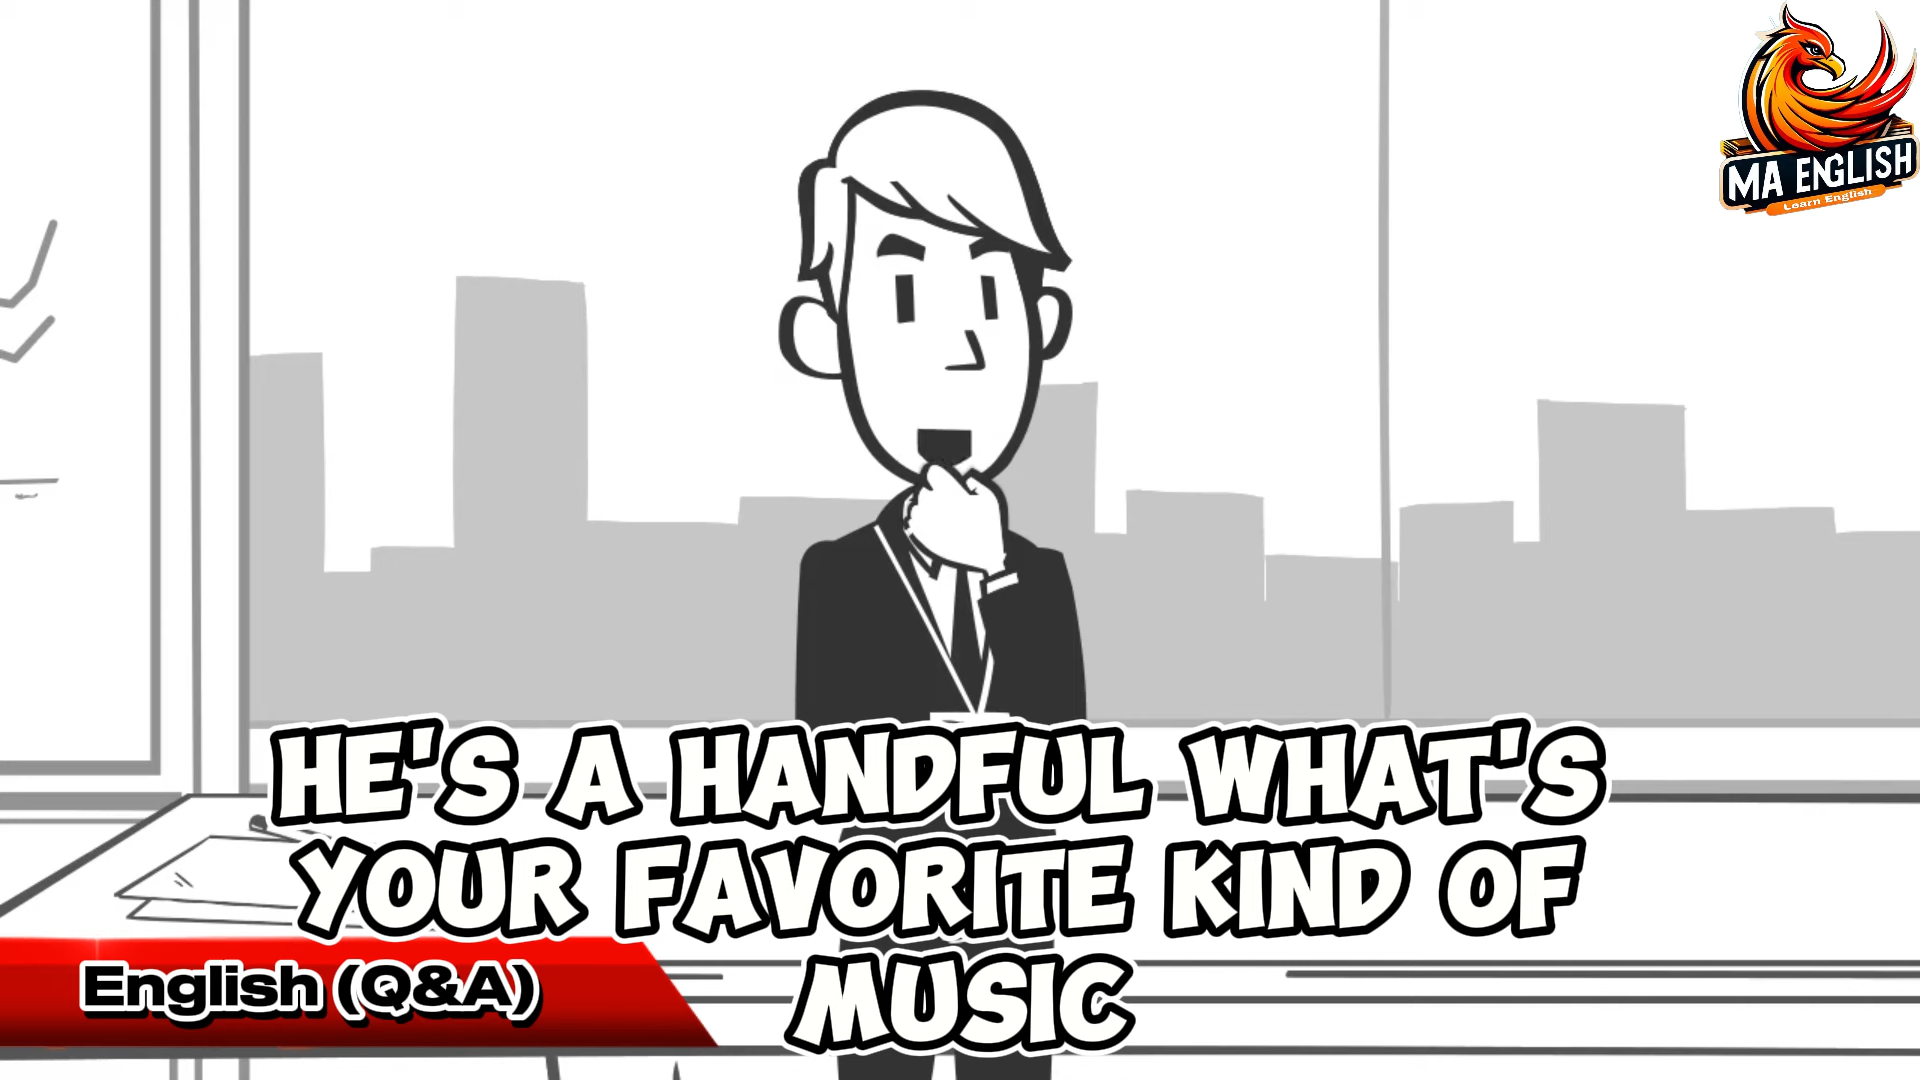 MA ENGLISH
Learn English
HE'S A HANDFUL WHAT'S
YOUR FAVORITE KIND OF
MUSIC
English (Q&A)